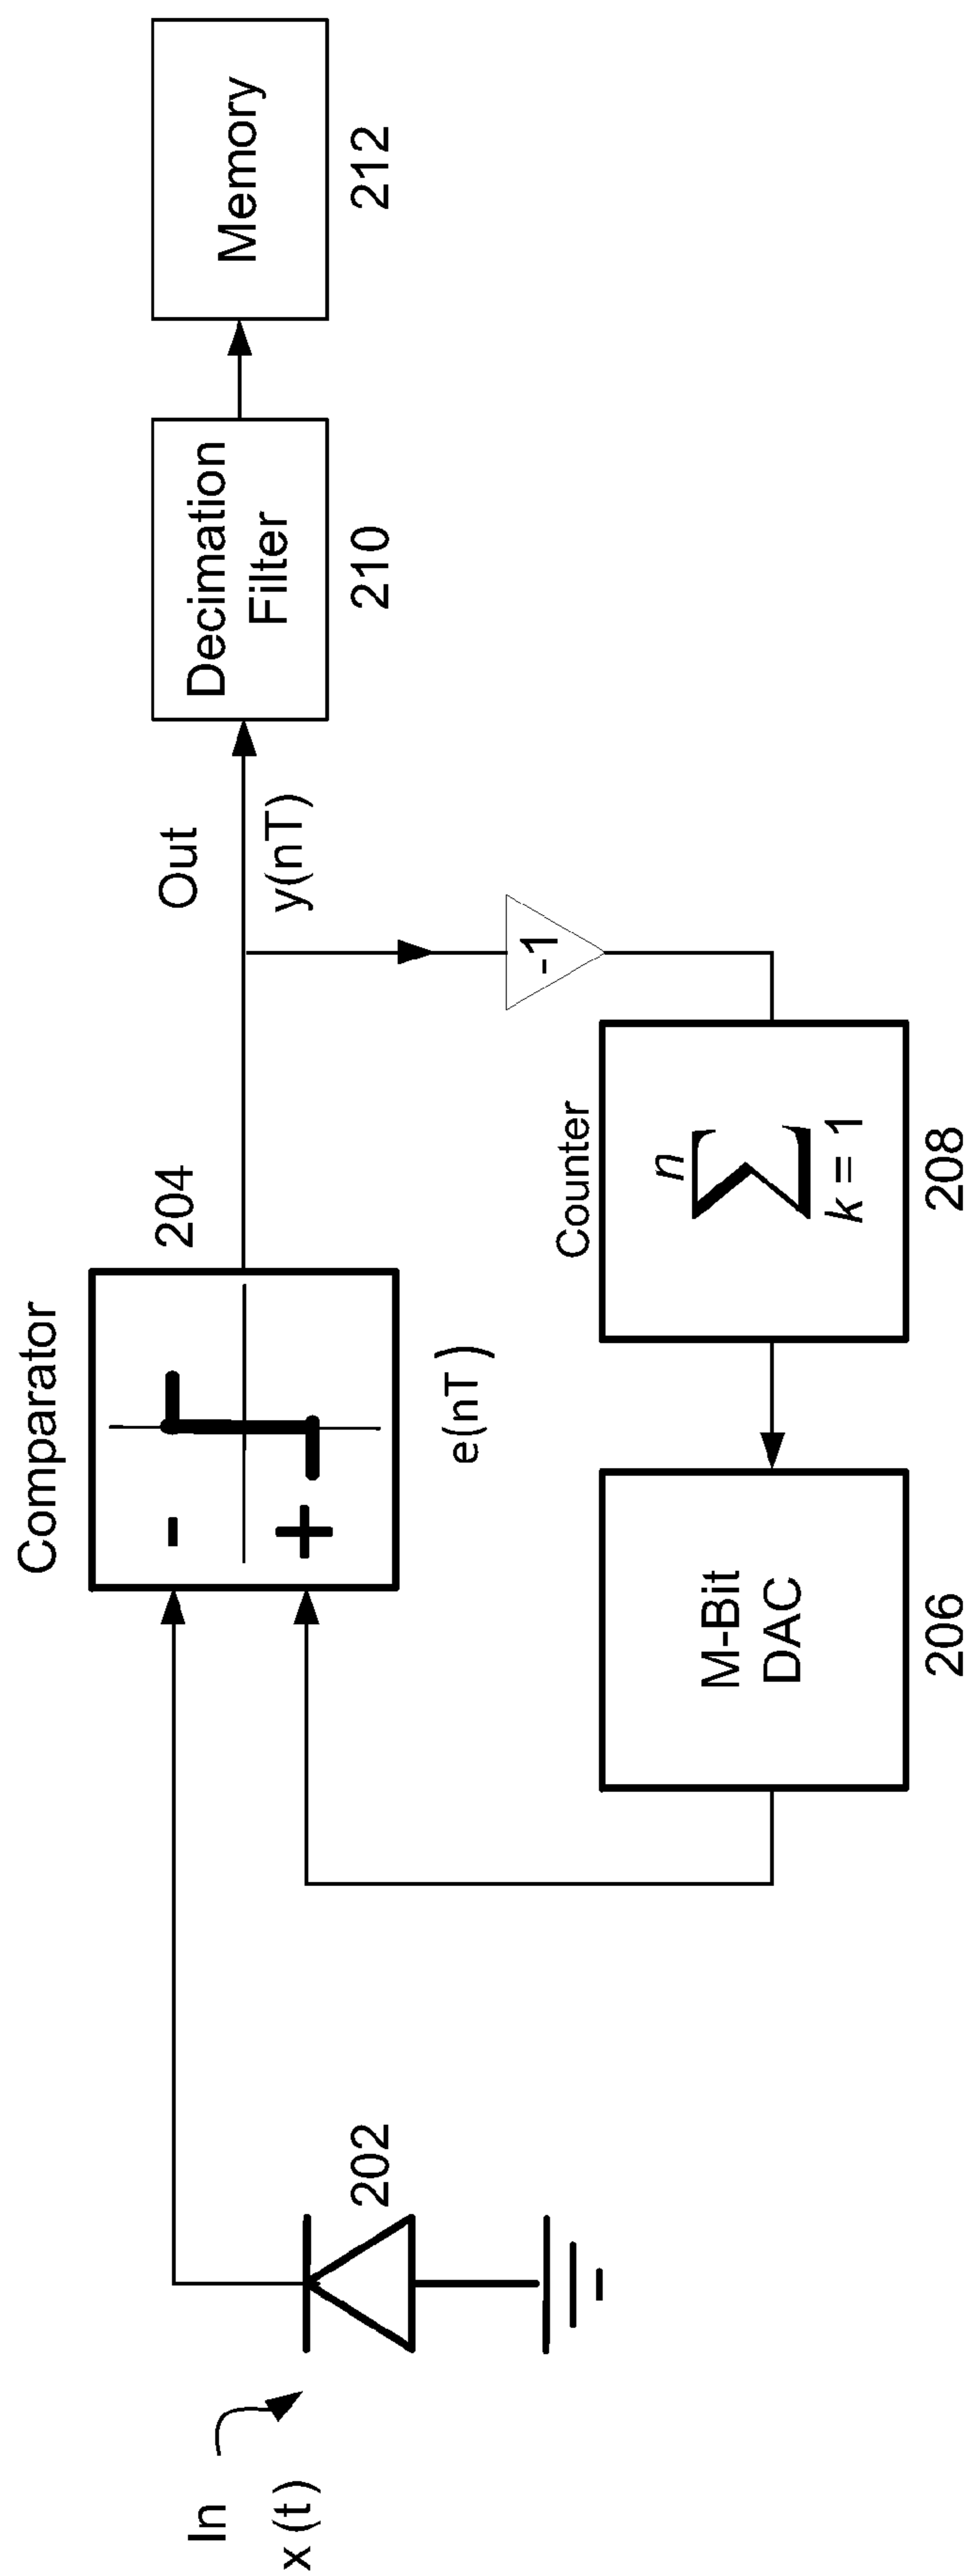 In
x (t)
202
Comparator
204
-
+
e(nT)
Out
y(nT)
Decimation
Filter
210
Memory
212
-1
Counter
n
∑
k = 1
208
M-Bit
DAC
206